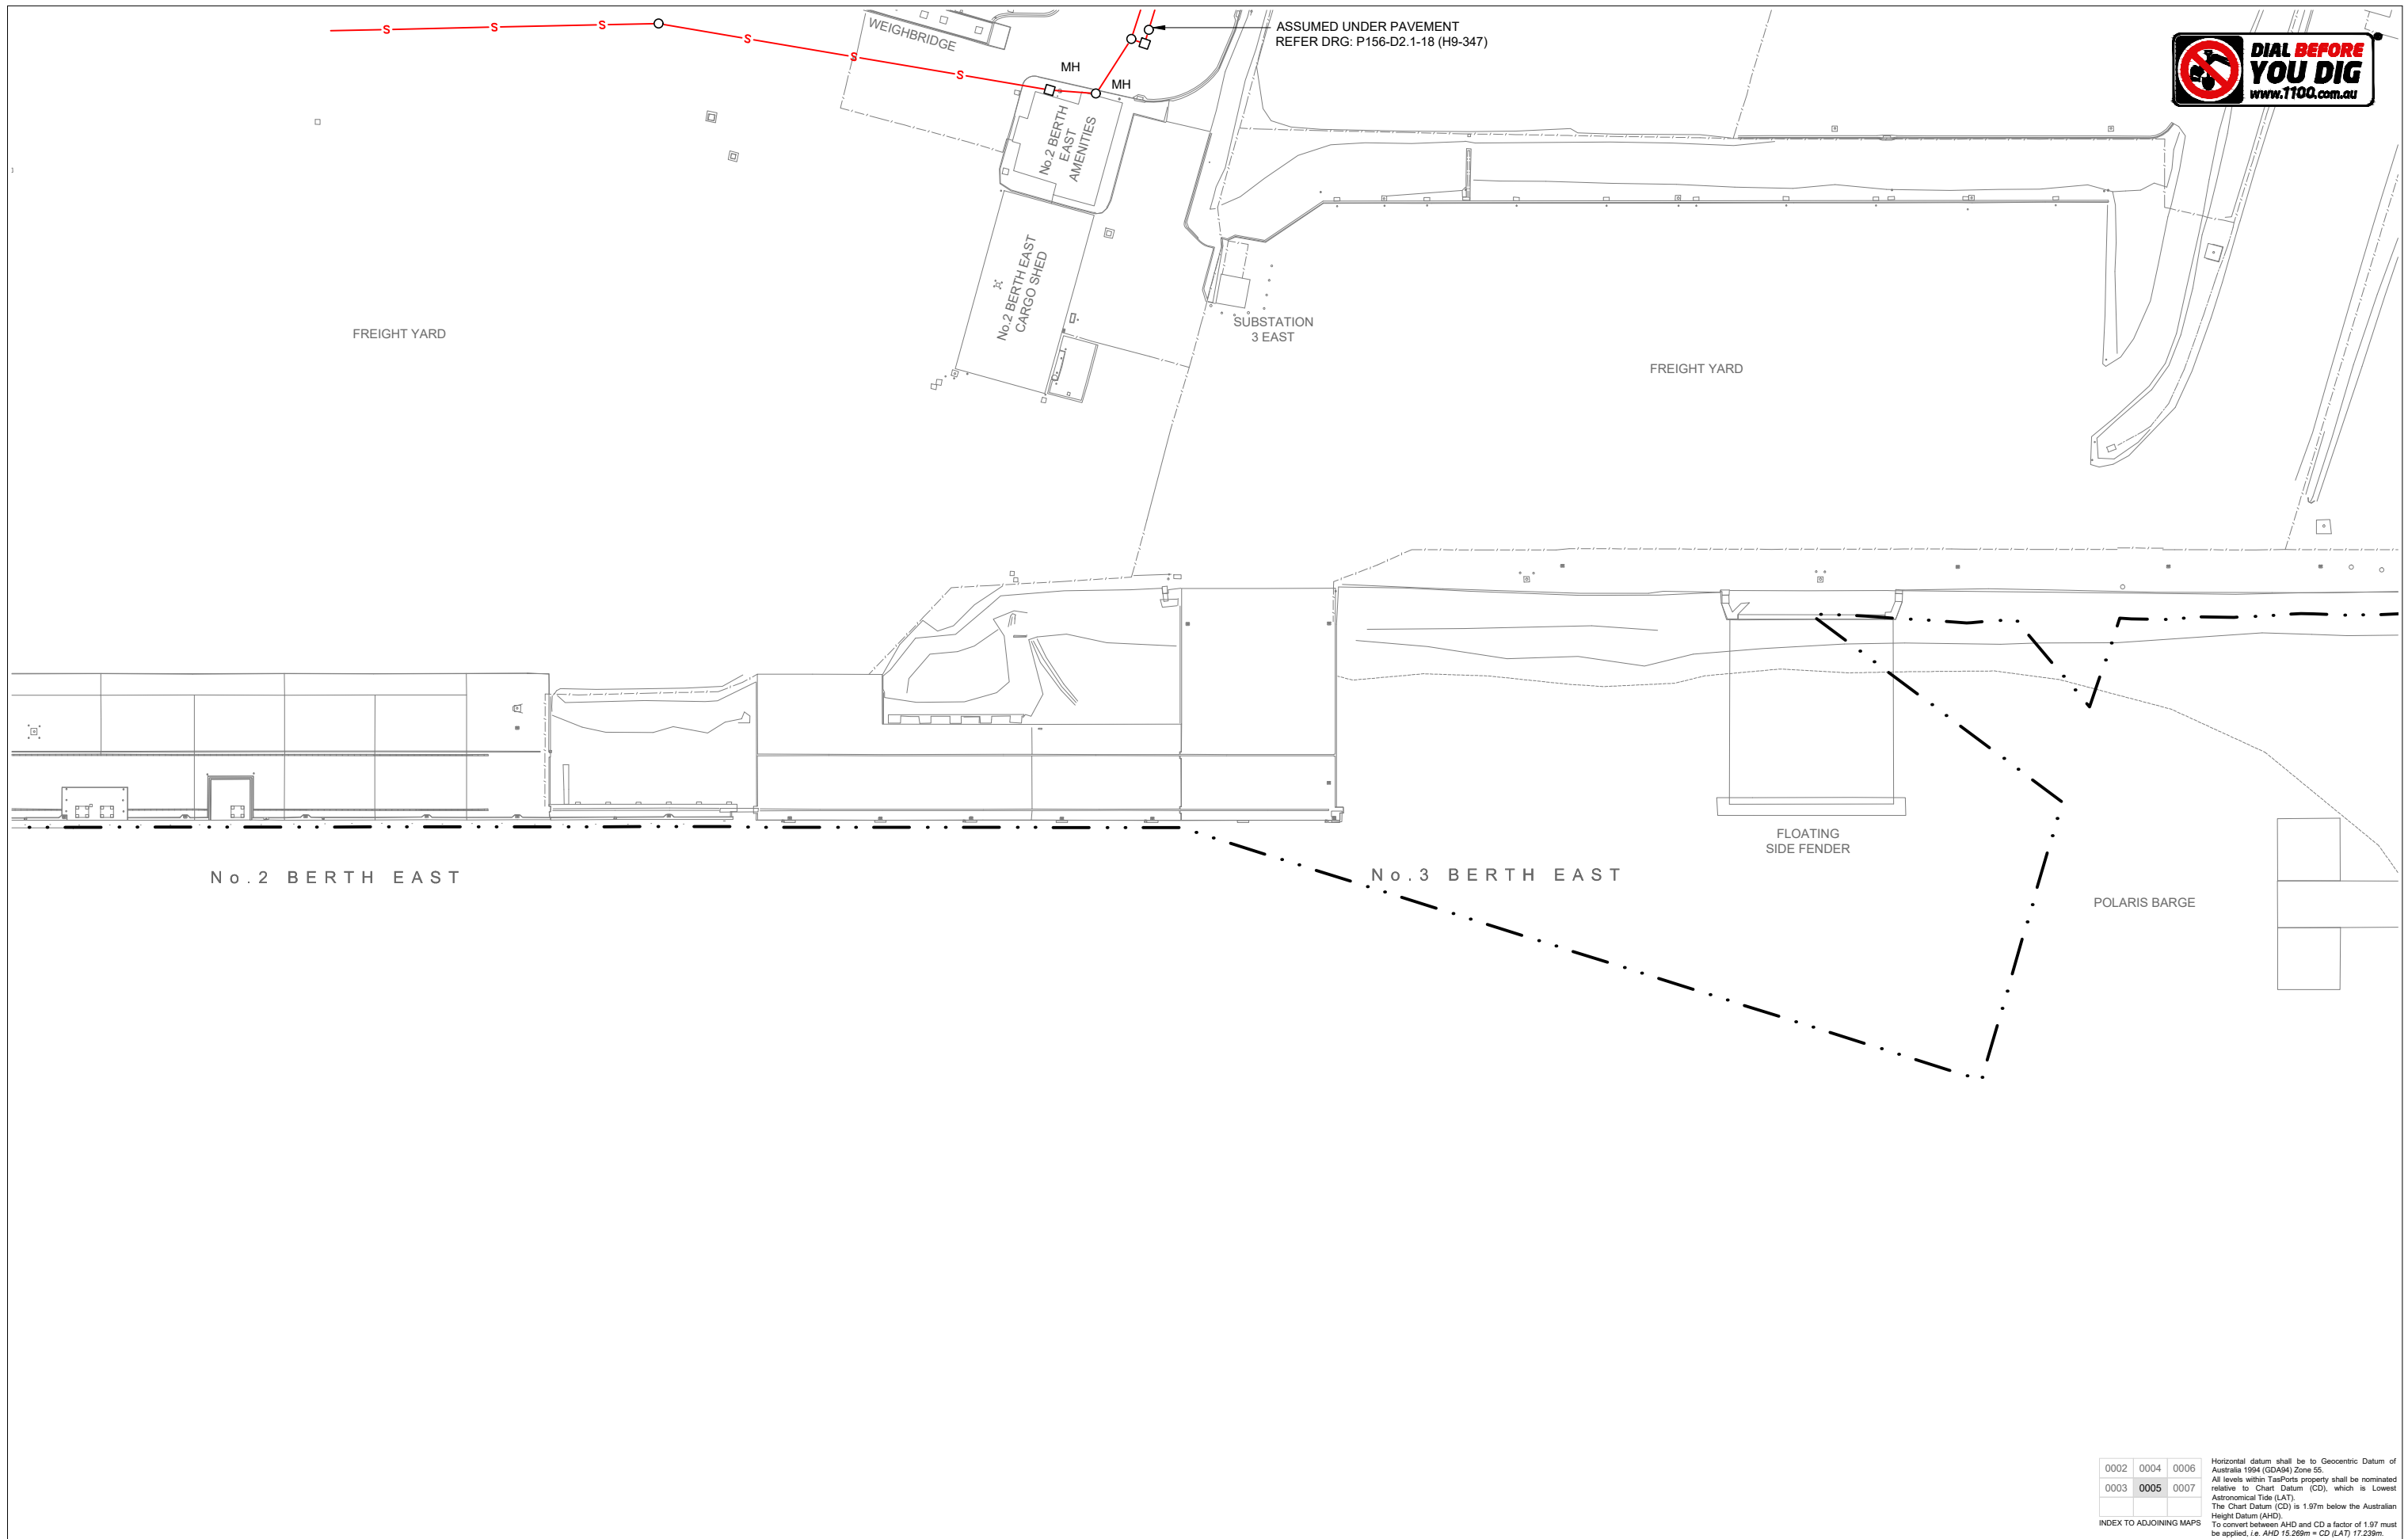 WEIGHBRIDGE
ASSUMED UNDER PAVEMENT
REFER DRG: P156-D2.1-18 (H9-347)
DIAL BEFORE
YOU DIG
www.1100.com.au
S
S
S
S
S
S
MH
MH
No.2 BERTH
EAST
AMENITIES
No.2 BERTH EAST
CARGO SHED
FREIGHT YARD
SUBSTATION
3 EAST
FREIGHT YARD
FLOATING
SIDE FENDER
No.2 BERTH EAST
No.3 BERTH EAST
POLARIS BARGE
0002 0004 0006
0003 0005 0007
INDEX TO ADJOINING MAPS
Horizontal datum shall be to Geocentric Datum of
Australia 1994 (GDA94) Zone 55.
All levels within TasPorts property shall be nominated
relative to Chart Datum (CD), which is Lowest
Astronomical Tide (LAT).
The Chart Datum (CD) is 1.97m below the Australian
Height Datum (AHD).
To convert between AHD and CD a factor of 1.97 must
be applied, i.e. AHD 15.269m = CD (LAT) 17.239m.